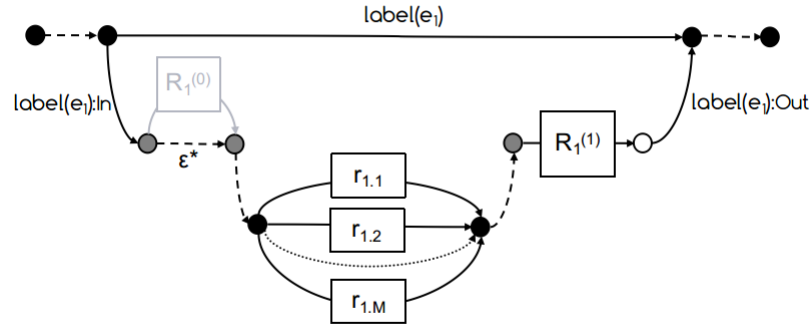 label(e₁)
R₁⁽⁰⁾
label(e₁):In
label(e₁):Out
ε*
R₁⁽¹⁾
r₁.₁
r₁.₂
r₁.M